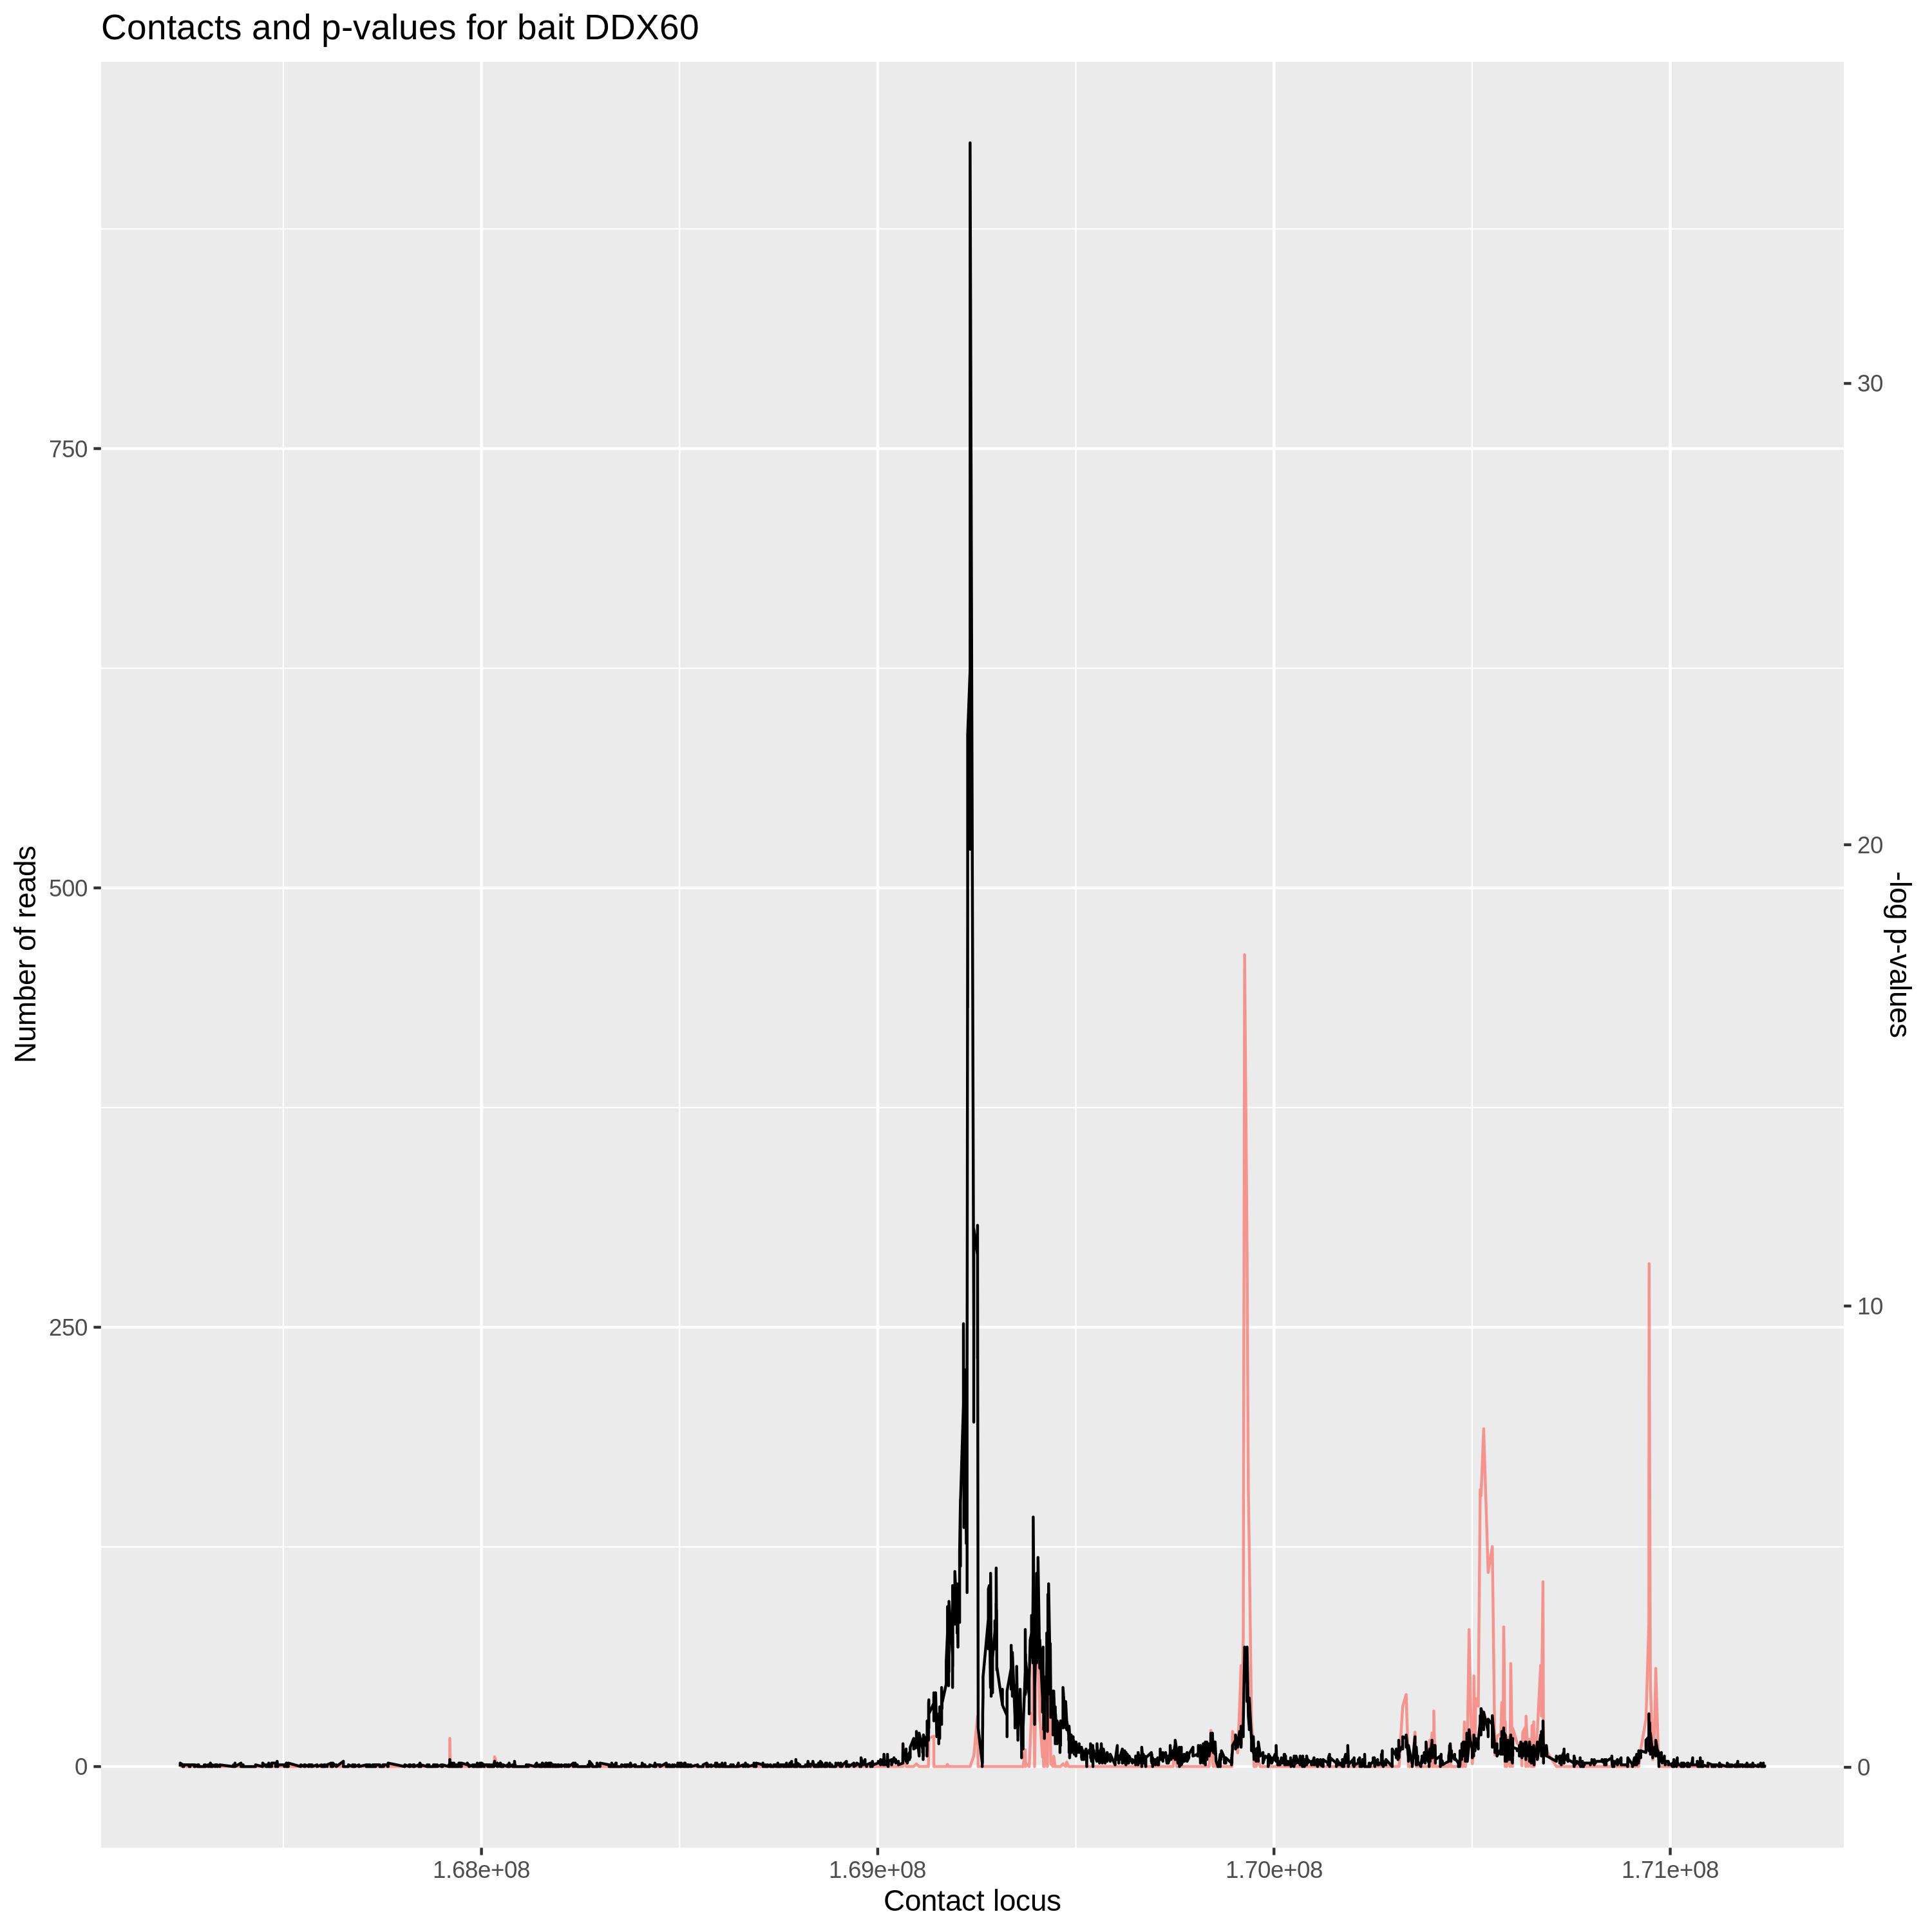 Contacts and p-values for bait DDX60
Number of reads
750
500
250
0
30
20
10
0
-log p-values
1.68e+08
1.69e+08
1.70e+08
1.71e+08
Contact locus